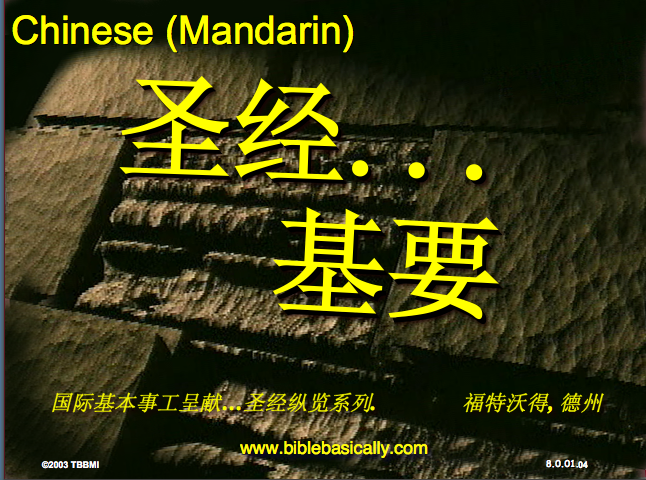 Chinese (Mandarin)
圣经...
基要
国际基本事工呈献...圣经纵览系列.
福特沃得, 德州
www.biblebasically.com
©2003 TBBMI
8.0.01.04